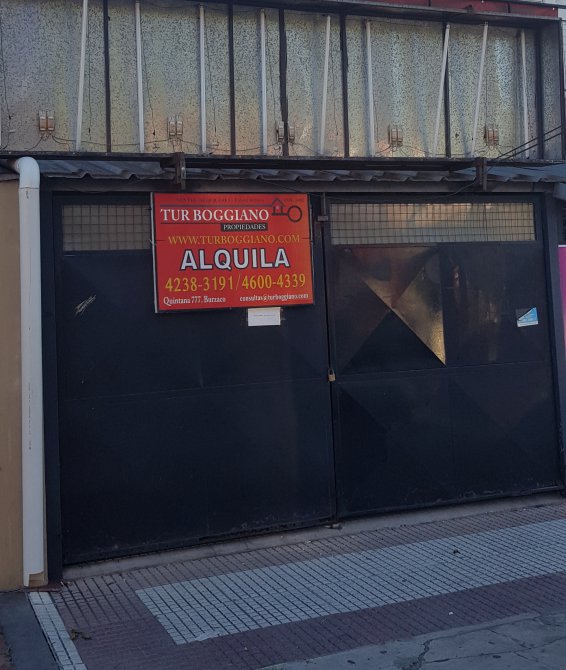 TUR BOGGIANO
PROPIEDADES
WWW.TURBOGGIANO.COM
ALQUILA
4238-3191/4600-4339
Quintana 777. Burzaco consultas@turboggiano.com